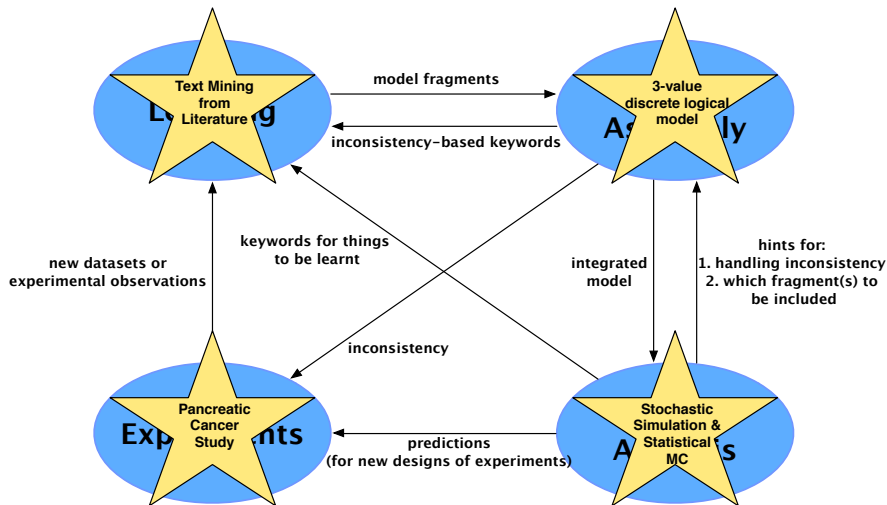 Text Mining
from
Literature
model fragments
3-value
discrete logical
model
inconsistency-based keywords
keywords for things
to be learnt
new datasets or
experimental observations
integrated
model
hints for:
1. handling inconsistency
2. which fragment(s) to
be included
inconsistency
Pancreatic
Cancer
Study
predictions
(for new designs of experiments)
Stochastic
Simulation &
Statistical
MC